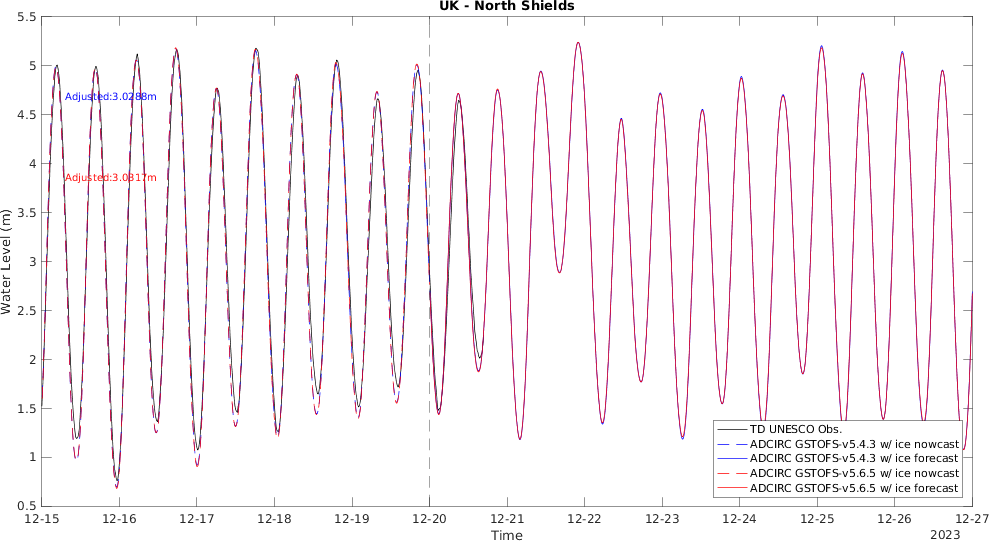 UK - North Shields
5.5
5
4.5
4
3.5
3
2.5
2
1.5
1
0.5
Water Level (m)
Adjusted:3.0288m
Adjusted:3.0317m
TD UNESCO Obs.
ADCIRC GSTOFS-v5.4.3 w/ ice nowcast
ADCIRC GSTOFS-v5.4.3 w/ ice forecast
ADCIRC GSTOFS-v5.6.5 w/ ice nowcast
ADCIRC GSTOFS-v5.6.5 w/ ice forecast
12-15 12-16 12-17 12-18 12-19 12-20 12-21 12-22 12-23 12-24 12-25 12-26 12-27
Time
2023